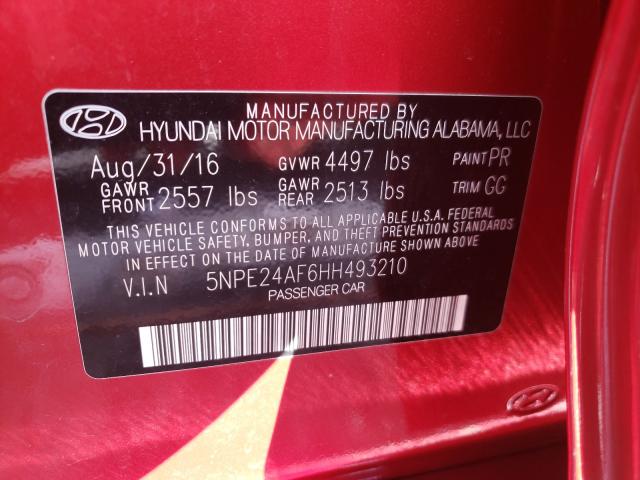 MANUFACTURED BY
HYUNDAI MOTOR MANUFACTURING ALABAMA, LLC
Aug/31/16 GVWR 4497 lbs PAINT PR
GAWR FRONT 2557 lbs GAWR REAR 2513 lbs TRIM GG
THIS VEHICLE CONFORMS TO ALL APPLICABLE U.S.A. FEDERAL
MOTOR VEHICLE SAFETY, BUMPER, AND THEFT PREVENTION
STANDARDS IN EFFECT ON THE DATE OF MANUFACTURE SHOWN ABOVE
V.I.N 5NPE24AF6HH493210
PASSENGER CAR